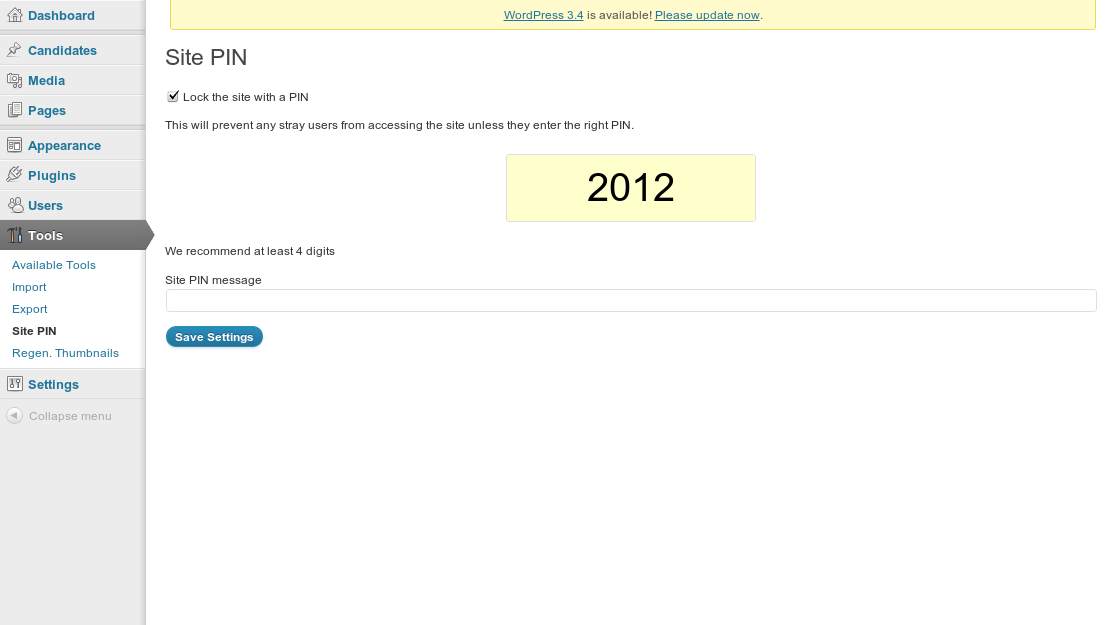 WordPress 3.4 is available! Please update now.
Dashboard
Candidates
Media
Pages
Appearance
Plugins
Users
Tools
Available Tools
Import
Export
Site PIN
Regen. Thumbnails
Settings
Collapse menu
Site PIN
Lock the site with a PIN
This will prevent any stray users from accessing the site unless they enter the right PIN.
2012
We recommend at least 4 digits
Site PIN message
Save Settings